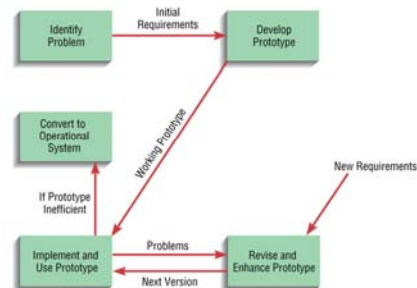 Identify
Problem
Initial
Requirements
Develop
Prototype
Convert to
Operational
System
Working Prototype
New Requirements
If Prototype
Inefficient
Implement and
Use Prototype
Problems
Next Version
Revise and
Enhance Prototype